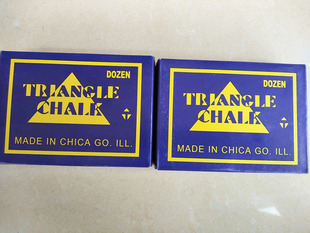 DOZEN
TRIANGLE
CHALK
MADE IN CHICA GO. ILL.
DOZEN
TRIANGLE
CHALK
MADE IN CHICA GO. ILL.